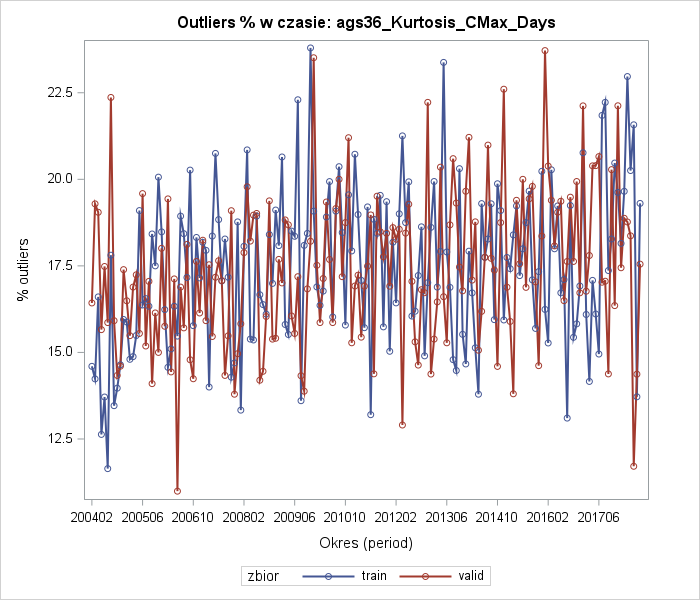 Outliers % w czasie: ags36_Kurtosis_CMax_Days
% outliers
22.5
20.0
17.5
15.0
12.5
200402 200506 200610 200802 200906 201010 201202 201306 201410 201602 201706
Okres (period)
zbior train valid